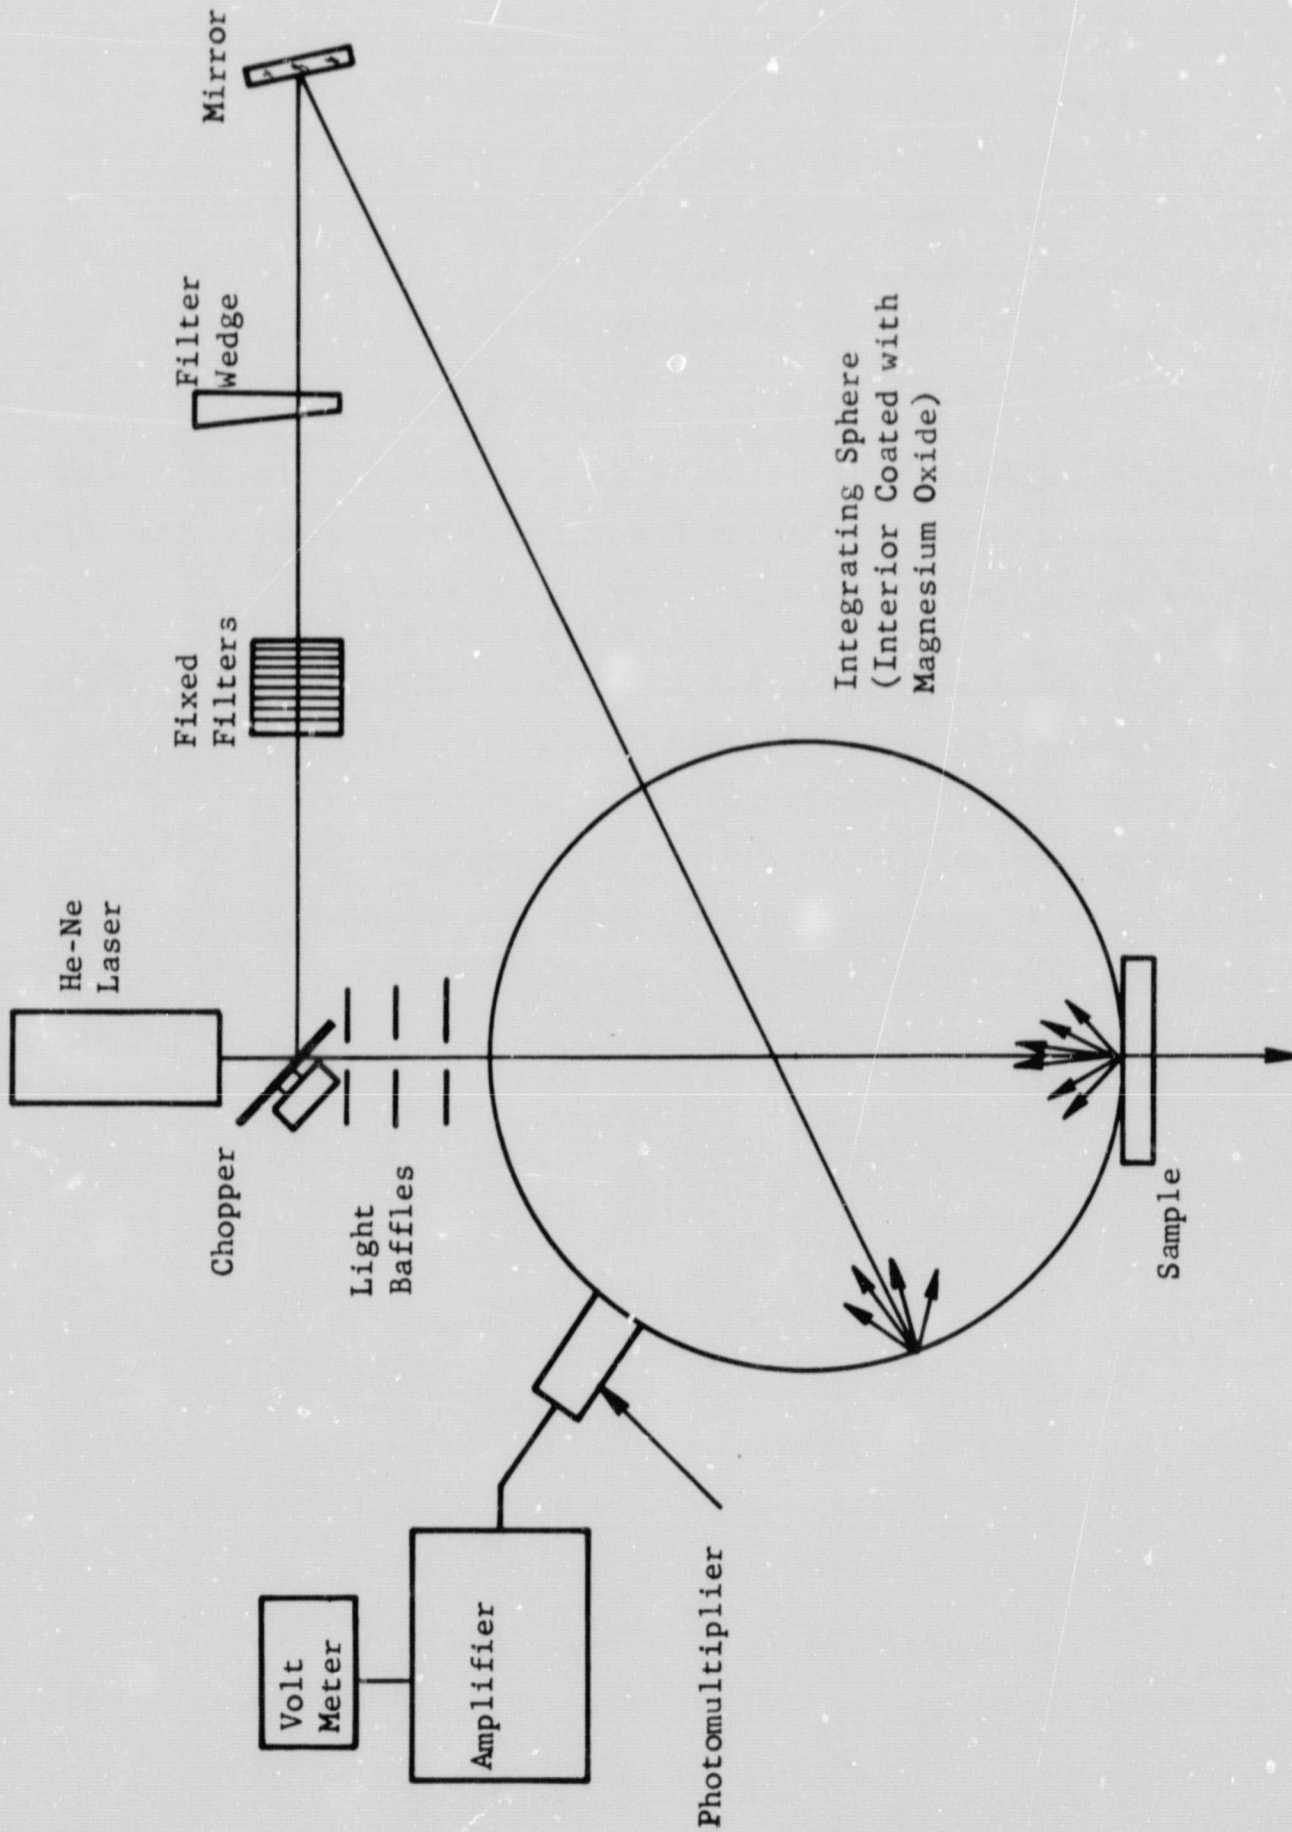 Mirror
Filter
Wedge
Fixed
Filters
He-Ne
Laser
Chopper
Light
Baffles
Integrating Sphere
(Interior Coated with
Magnesium Oxide)
Sample
Volt
Meter
Amplifier
Photomultiplier